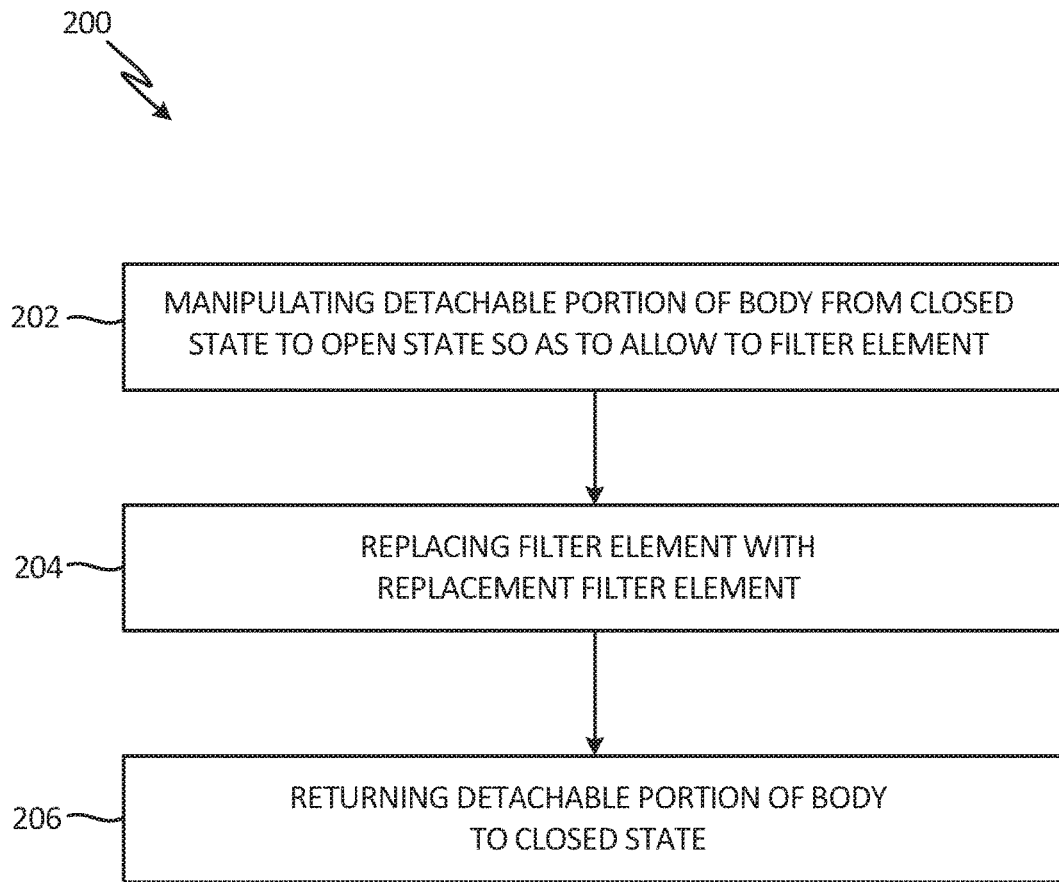 200
202
MANIPULATING DETACHABLE PORTION OF BODY FROM CLOSED
STATE TO OPEN STATE SO AS TO ALLOW TO FILTER ELEMENT
204
REPLACING FILTER ELEMENT WITH
REPLACEMENT FILTER ELEMENT
206
RETURNING DETACHABLE PORTION OF BODY
TO CLOSED STATE